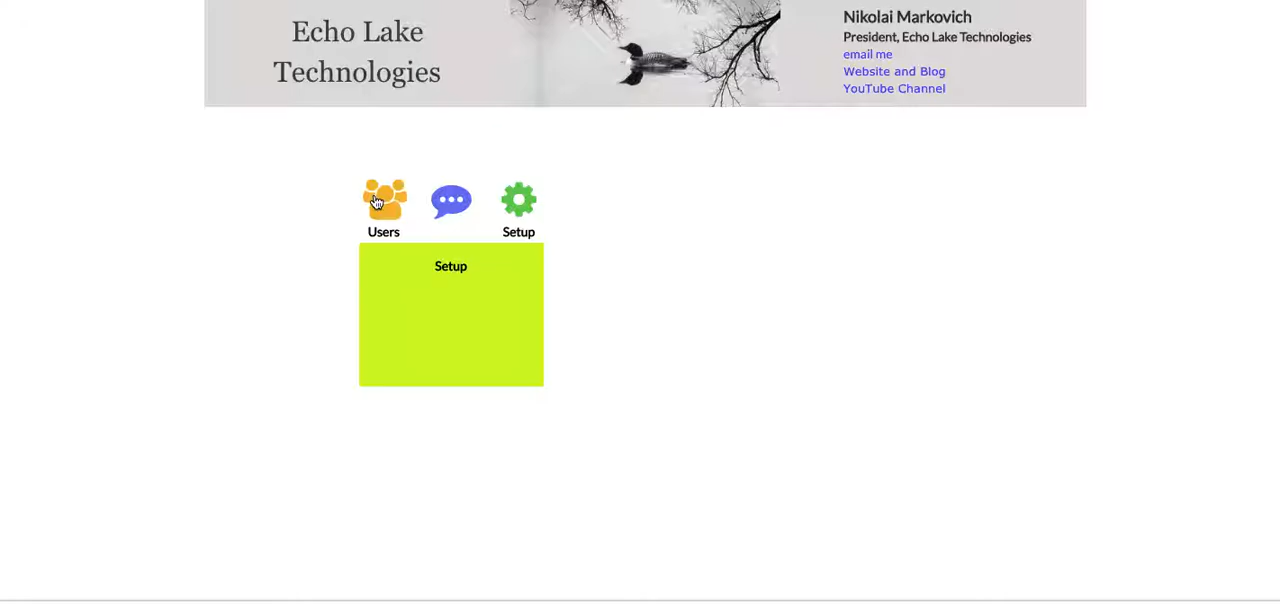 Echo Lake
Technologies
Nikolai Markovich
President, Echo Lake Technologies
email me
Website and Blog
YouTube Channel
Users
Setup
Setup